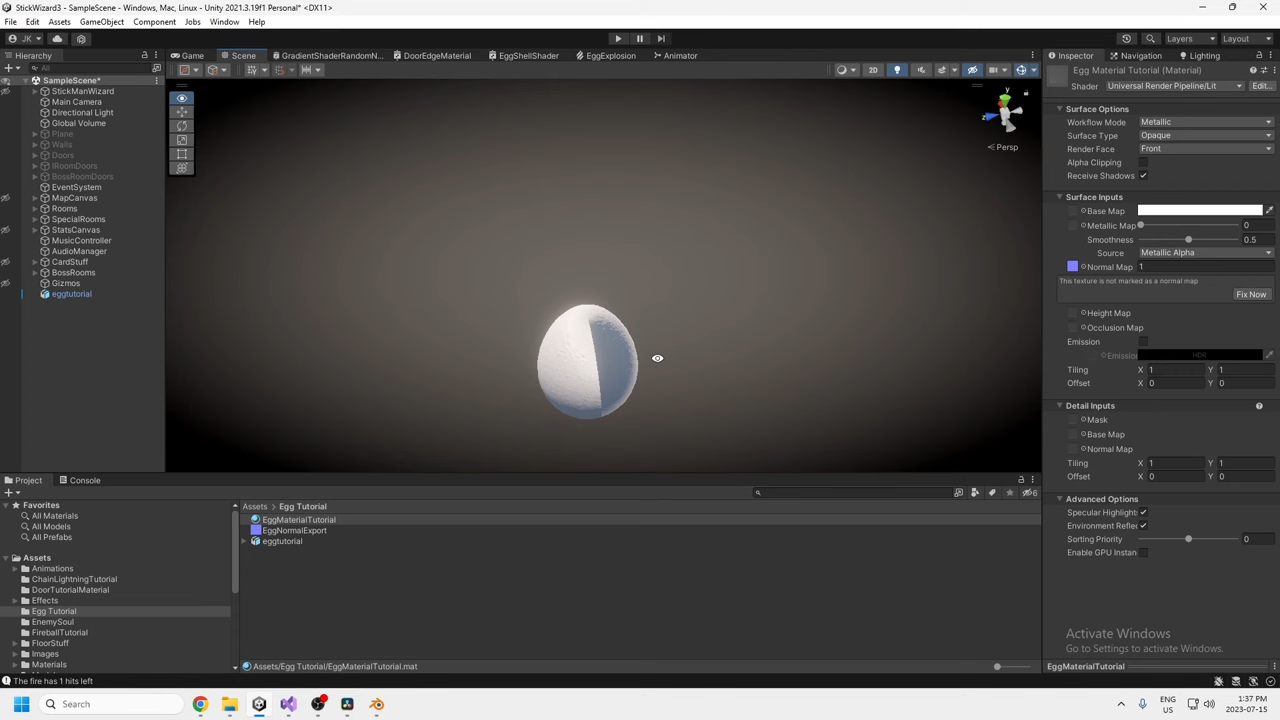 StickWizard3 - SampleScene - Windows, Mac, Linux - Unity 2021.3.19f1 Personal* <DX11>
File Edit Assets GameObject Component Jobs Window Help
JK Layers Layout
Hierarchy Game Scene GradientShaderRandomN... DoorEdgeMaterial EggShellShader EggExplosion Animator Inspector Navigation Lighting
All
2D
SampleScene*
StickManWizard
Main Camera
Directional Light
Global Volume
Plane
Walls
Doors
iRoomDoors
BossRoomDoors
EventSystem
MapCanvas
Rooms
SpecialRooms
StatsCanvas
MusicController
AudioManager
CardStuff
BossRooms
Gizmos
eggtutorial
y
z
Persp
Egg Material Tutorial (Material)
Shader Universal Render Pipeline/Lit Edit...
Surface Options
Workflow Mode Metallic
Surface Type Opaque
Render Face Front
Alpha Clipping
Receive Shadows
Surface Inputs
Base Map
Metallic Map 0
Smoothness 0.5
Source Metallic Alpha
Normal Map 1
This texture is not marked as a normal map
Fix Now
Height Map
Occlusion Map
Emission
Emission HDR
Tiling X 1 Y 1
Offset X 0 Y 0
Detail Inputs
Mask
Base Map
Normal Map
Tiling X 1 Y 1
Offset X 0 Y 0
Advanced Options
Specular Highlights
Environment Refle
Sorting Priority 0
Enable GPU Instan
Project Console
6
Favorites
All Materials
All Models
All Prefabs
Assets
Animations
ChainLightningTutorial
DoorTutorialMaterial
Effects
Egg Tutorial
EnemySoul
FireballTutorial
FloorStuff
Images
Materials
Assets > Egg Tutorial
EggMaterialTutorial
EggNormalExport
eggtutorial
Assets/Egg Tutorial/EggMaterialTutorial.mat
Activate Windows
Go to Settings to activate Windows.
EggMaterialTutorial
The fire has 1 hits left
Search
ENG
US
1:37 PM
2023-07-15